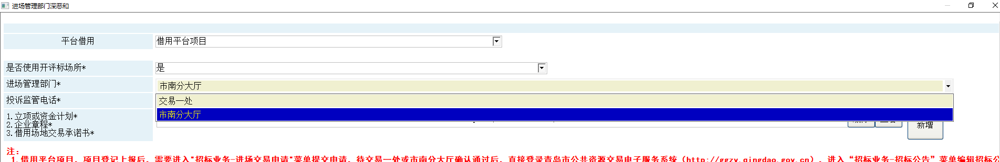 进场管理部门深恶和
平台借用
借用平台项目
是否使用开评标场所*
是
进场管理部门*
市南分大厅
投诉监管电话*
交易一处
市南分大厅
1.立项或资金计划*
2.企业章程*
3.借用场地交易承诺书*
新增
注:
1.借用平台项目，项目登记上报后，需要进入"招标业务-进场交易申请"菜单提交申请，待交易一处或市南分大厅确认通过后，直接登录青岛市公共资源交易电子服务系统（http://ggzy.qingdao.gov.cn），进入“招标业务-招标公告”菜单编辑招标公